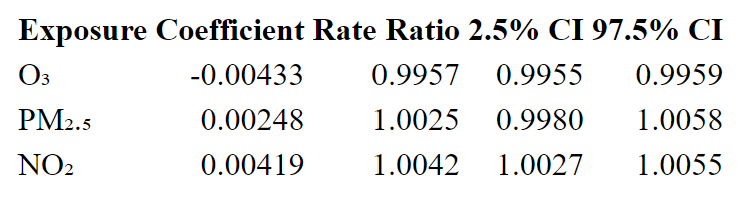 Exposure Coefficient Rate Ratio 2.5% CI 97.5% CI
O₃ -0.00433 0.9957 0.9955 0.9959
PM₂.₅ 0.00248 1.0025 0.9980 1.0058
NO₂ 0.00419 1.0042 1.0027 1.0055